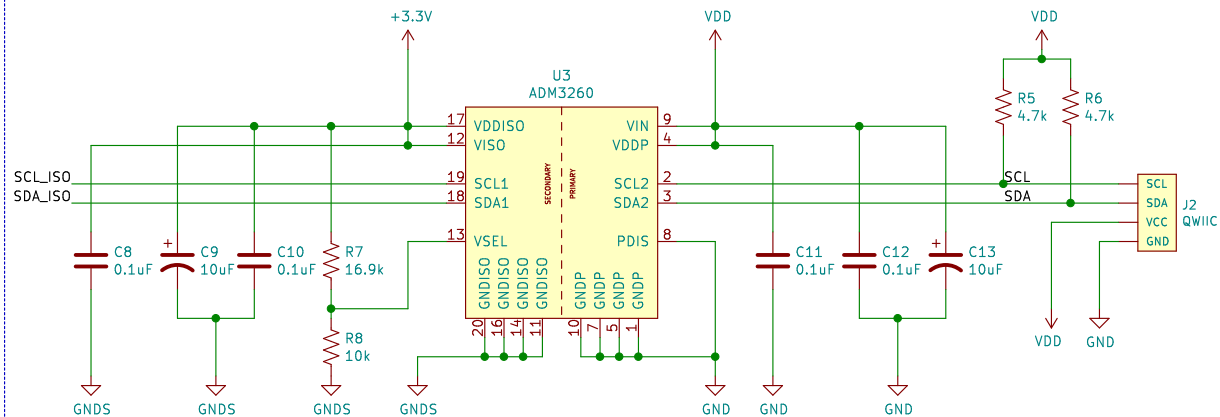 +3.3V
VDD
VDD
U3
ADM3260
R5
4.7k
R6
4.7k
17
VDDISO
VIN
9
12
VISO
VDDP
4
SCL_ISO
19
SCL1
SCL2
2
SCL
SCL
SDA_ISO
18
SDA1
SDA2
3
SDA
SDA
SECONDARY
PRIMARY
J2
QWIIC
VCC
GND
13
VSEL
PDIS
8
C8
0.1uF
+
C9
10uF
C10
0.1uF
R7
16.9k
C11
0.1uF
C12
0.1uF
+
C13
10uF
GNDISO
GNDISO
GNDISO
GNDISO
GNDP
GNDP
GNDP
GNDP
20
16
14
11
10
7
5
1
R8
10k
VDD
GND
GNDS
GNDS
GNDS
GNDS
GND
GND
GND